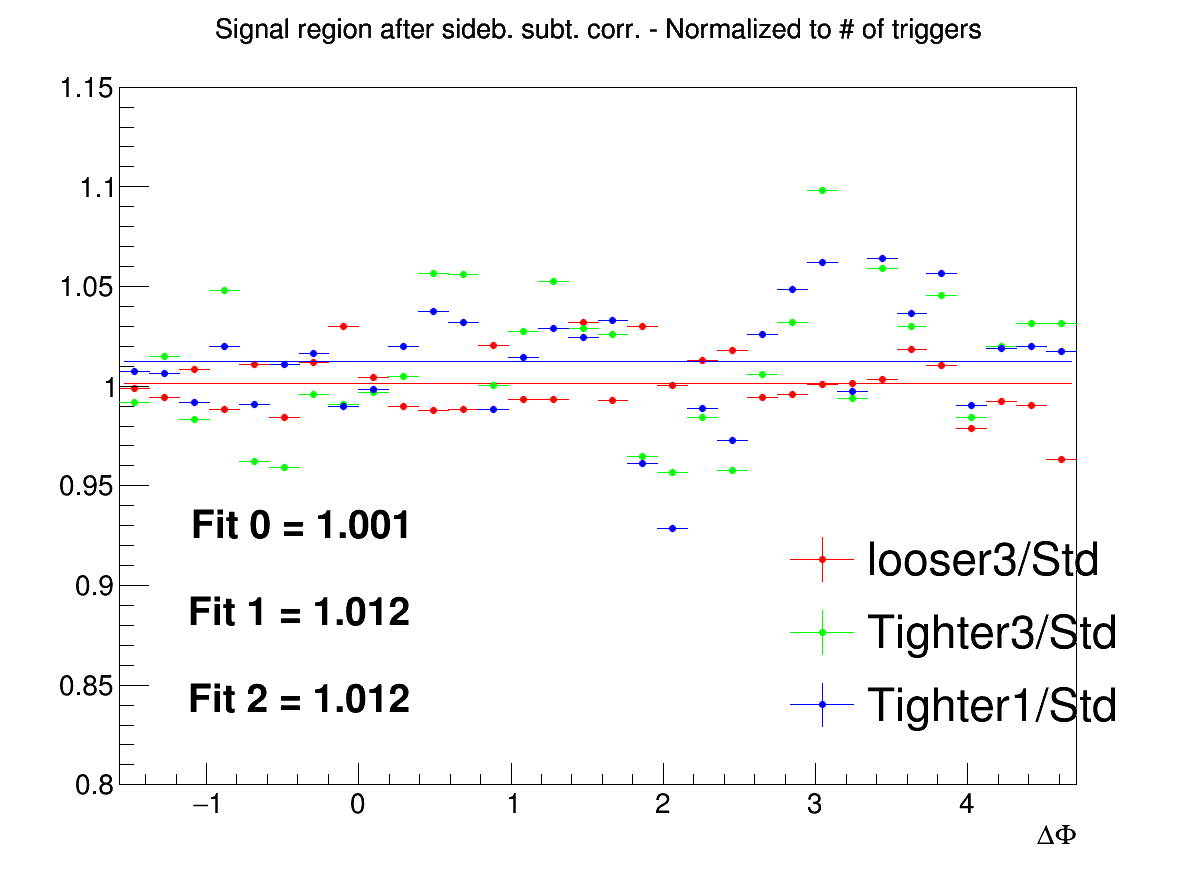 Signal region after sideb. subt. corr. - Normalized to # of triggers
1.15
1.1
1.05
1
0.95
0.9
0.85
0.8
Fit 0 = 1.001
Fit 1 = 1.012
Fit 2 = 1.012
looser3/Std
Tighter3/Std
Tighter1/Std
−1 0 1 2 3 4
ΔΦ